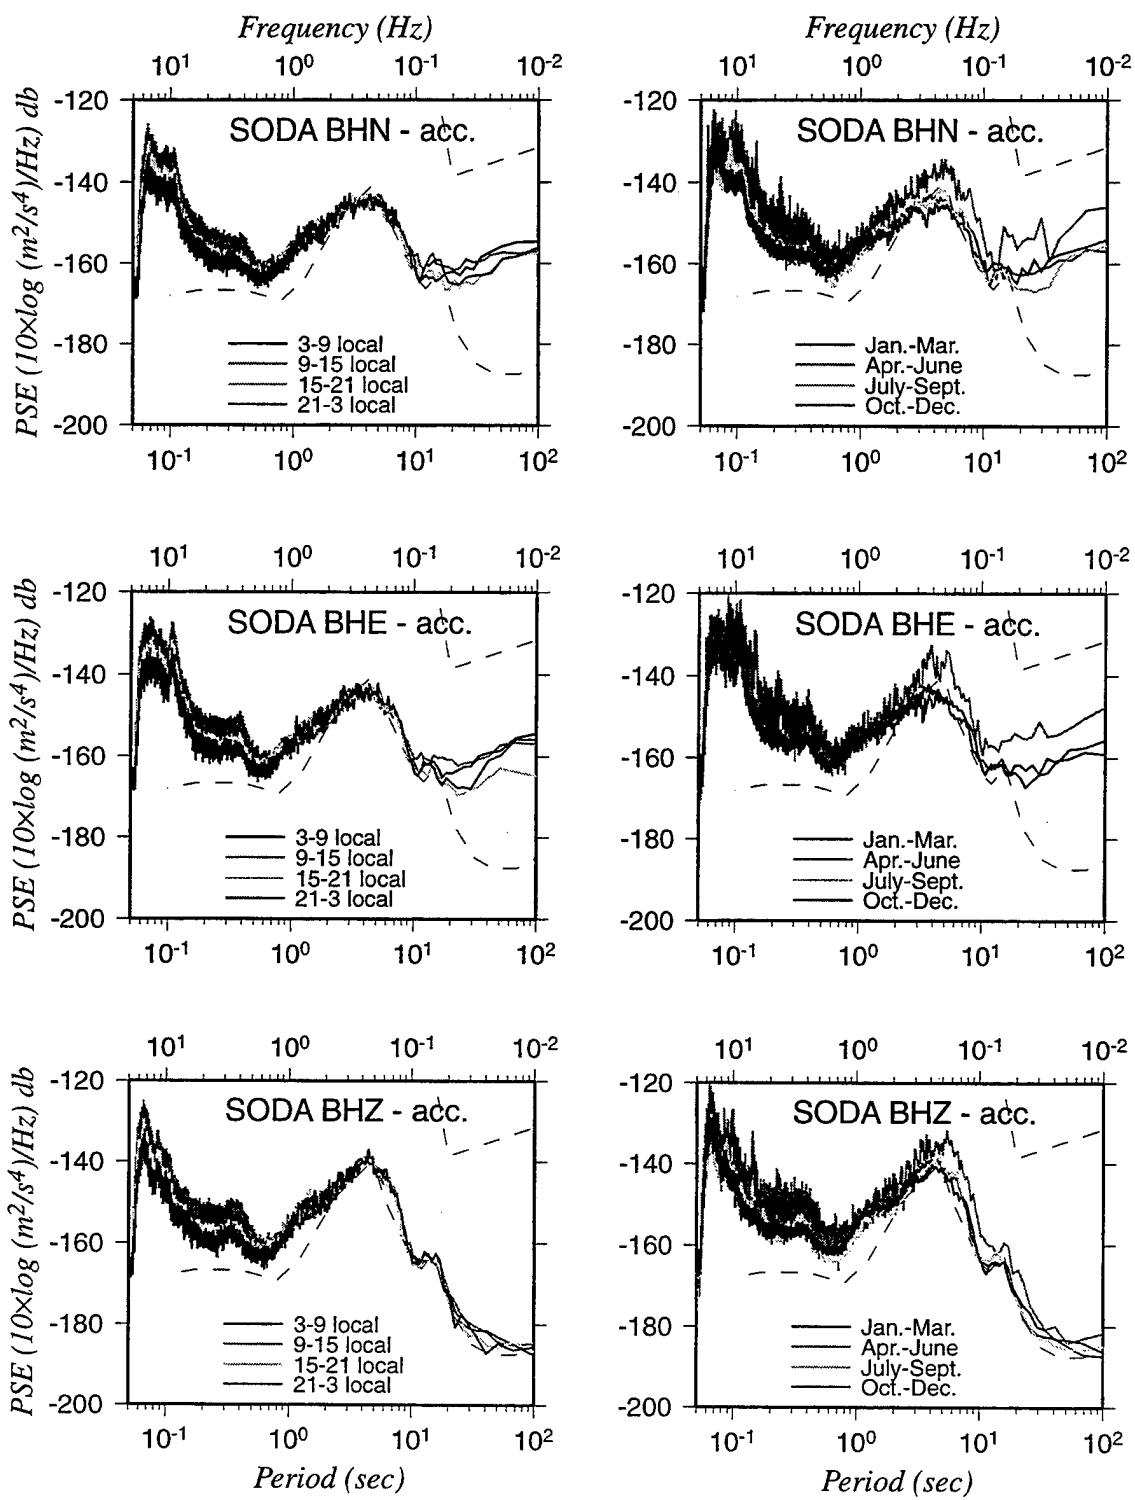 Frequency (Hz) Frequency (Hz)
10¹ 10⁰ 10⁻¹ 10⁻² 10¹ 10⁰ 10⁻¹ 10⁻²
PSE (10×log (m²/s⁴)/Hz) db
-120 -140 -160 -180 -200
SODA BHN - acc.
3-9 local
9-15 local
15-21 local
21-3 local
10⁻¹ 10⁰ 10¹ 10²
-120 -140 -160 -180 -200
SODA BHN - acc.
Jan.-Mar.
Apr.-June
July-Sept.
Oct.-Dec.
10⁻¹ 10⁰ 10¹ 10²
10¹ 10⁰ 10⁻¹ 10⁻² 10¹ 10⁰ 10⁻¹ 10⁻²
PSE (10×log (m²/s⁴)/Hz) db
-120 -140 -160 -180 -200
SODA BHE - acc.
3-9 local
9-15 local
15-21 local
21-3 local
10⁻¹ 10⁰ 10¹ 10²
-120 -140 -160 -180 -200
SODA BHE - acc.
Jan.-Mar.
Apr.-June
July-Sept.
Oct.-Dec.
10⁻¹ 10⁰ 10¹ 10²
10¹ 10⁰ 10⁻¹ 10⁻² 10¹ 10⁰ 10⁻¹ 10⁻²
PSE (10×log (m²/s⁴)/Hz) db
-120 -140 -160 -180 -200
SODA BHZ - acc.
3-9 local
9-15 local
15-21 local
21-3 local
10⁻¹ 10⁰ 10¹ 10²
-120 -140 -160 -180 -200
SODA BHZ - acc.
Jan.-Mar.
Apr.-June
July-Sept.
Oct.-Dec.
10⁻¹ 10⁰ 10¹ 10²
Period (sec) Period (sec)